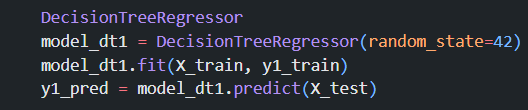 DecisionTreeRegressor
model_dt1 = DecisionTreeRegressor(random_state=42)
model_dt1.fit(X_train, y1_train)
y1_pred = model_dt1.predict(X_test)